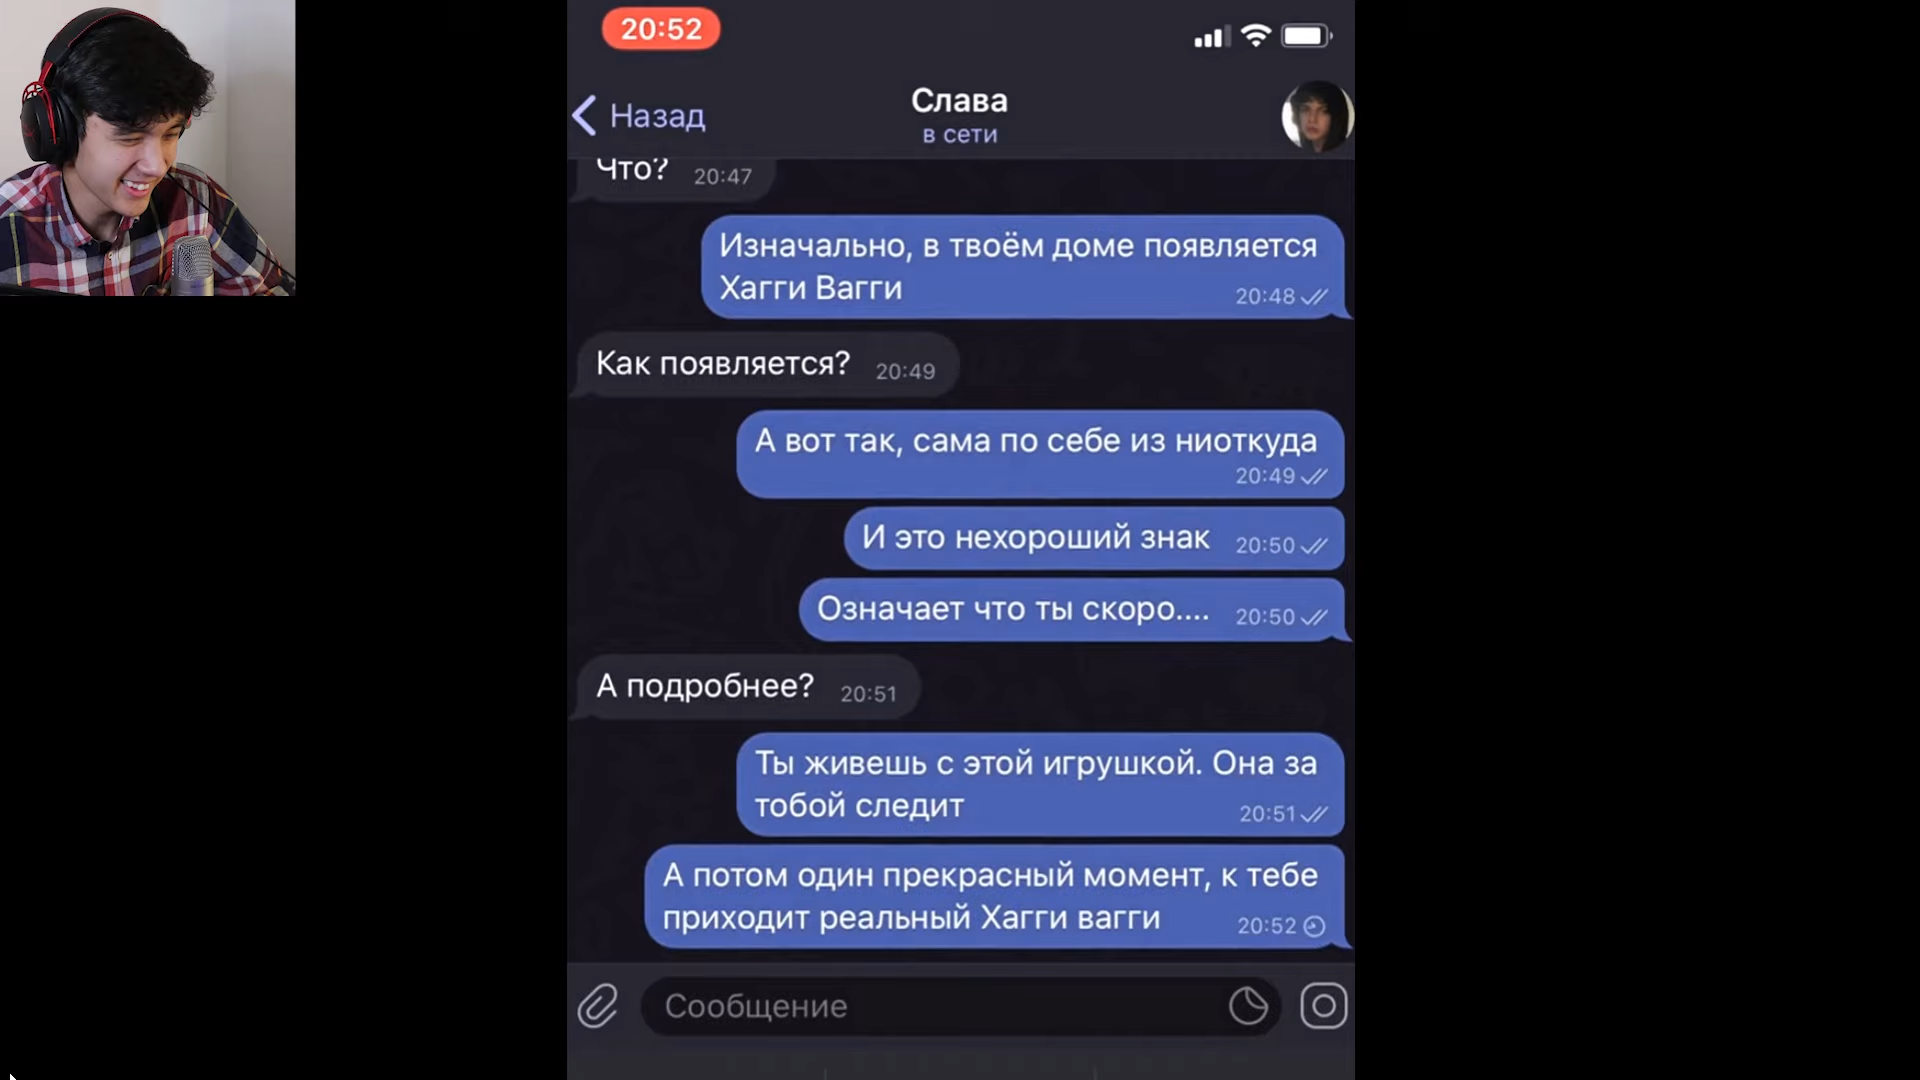 20:52
Назад
Слава
в сети
Что? 20:47
Изначально, в твоём доме появляется
Хагги Вагги 20:48
Как появляется? 20:49
А вот так, сама по себе из ниоткуда
20:49
И это нехороший знак 20:50
Означает что ты скоро.... 20:50
А подробнее? 20:51
Ты живешь с этой игрушкой. Она за
тобой следит 20:51
А потом один прекрасный момент, к тебе
приходит реальный Хагги вагги 20:52
Сообщение